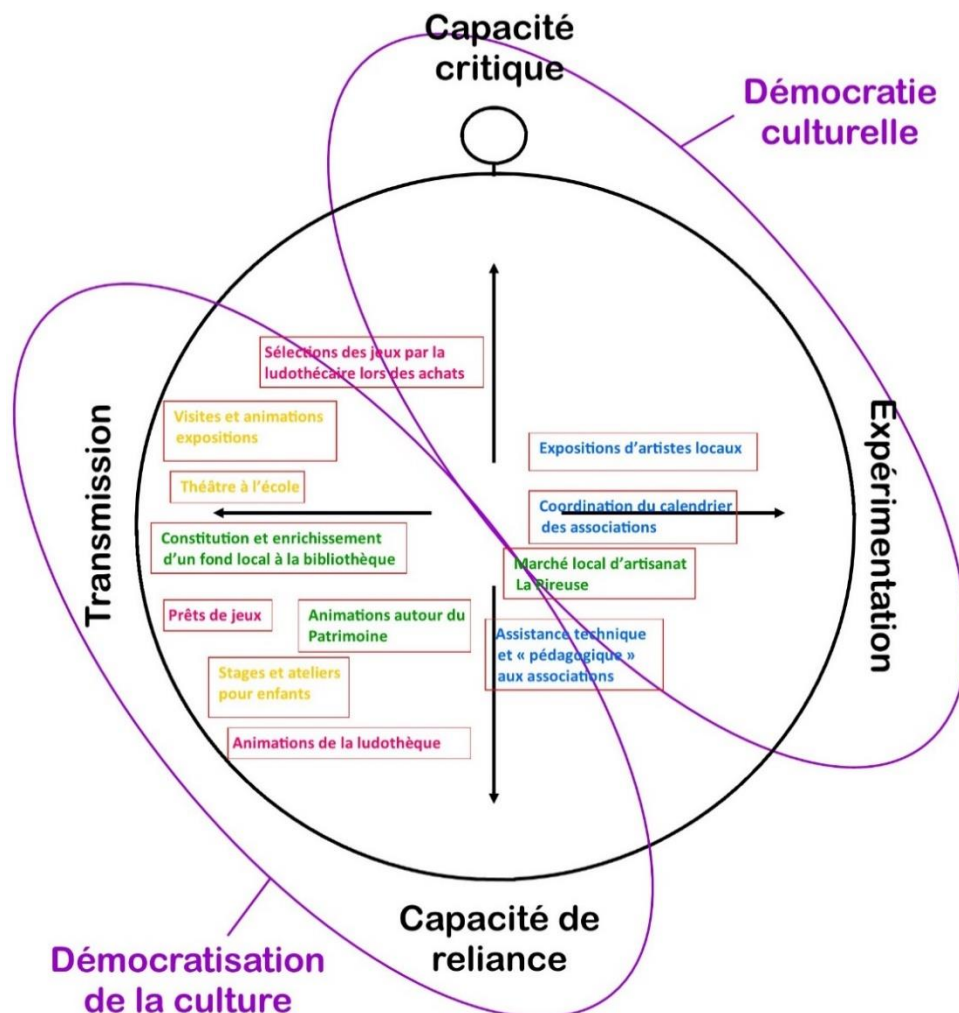 Capacité
critique
Démocratie
culturelle
Sélections des jeux par la
ludothécaire lors des achats
Visites et animations
expositions
Expositions d'artistes locaux
Transmission
Expérimentation
Théâtre à l'école
Coordination du calendrier
des associations
Constitution et enrichissement
d'un fond local à la bibliothèque
Marché local d'artisanat
La Pireuse
Prêts de jeux
Animations autour du
Patrimoine
Assistance technique
et « pédagogique »
aux associations
Stages et ateliers
pour enfants
Animations de la ludothèque
Capacité de
reliance
Démocratisation
de la culture